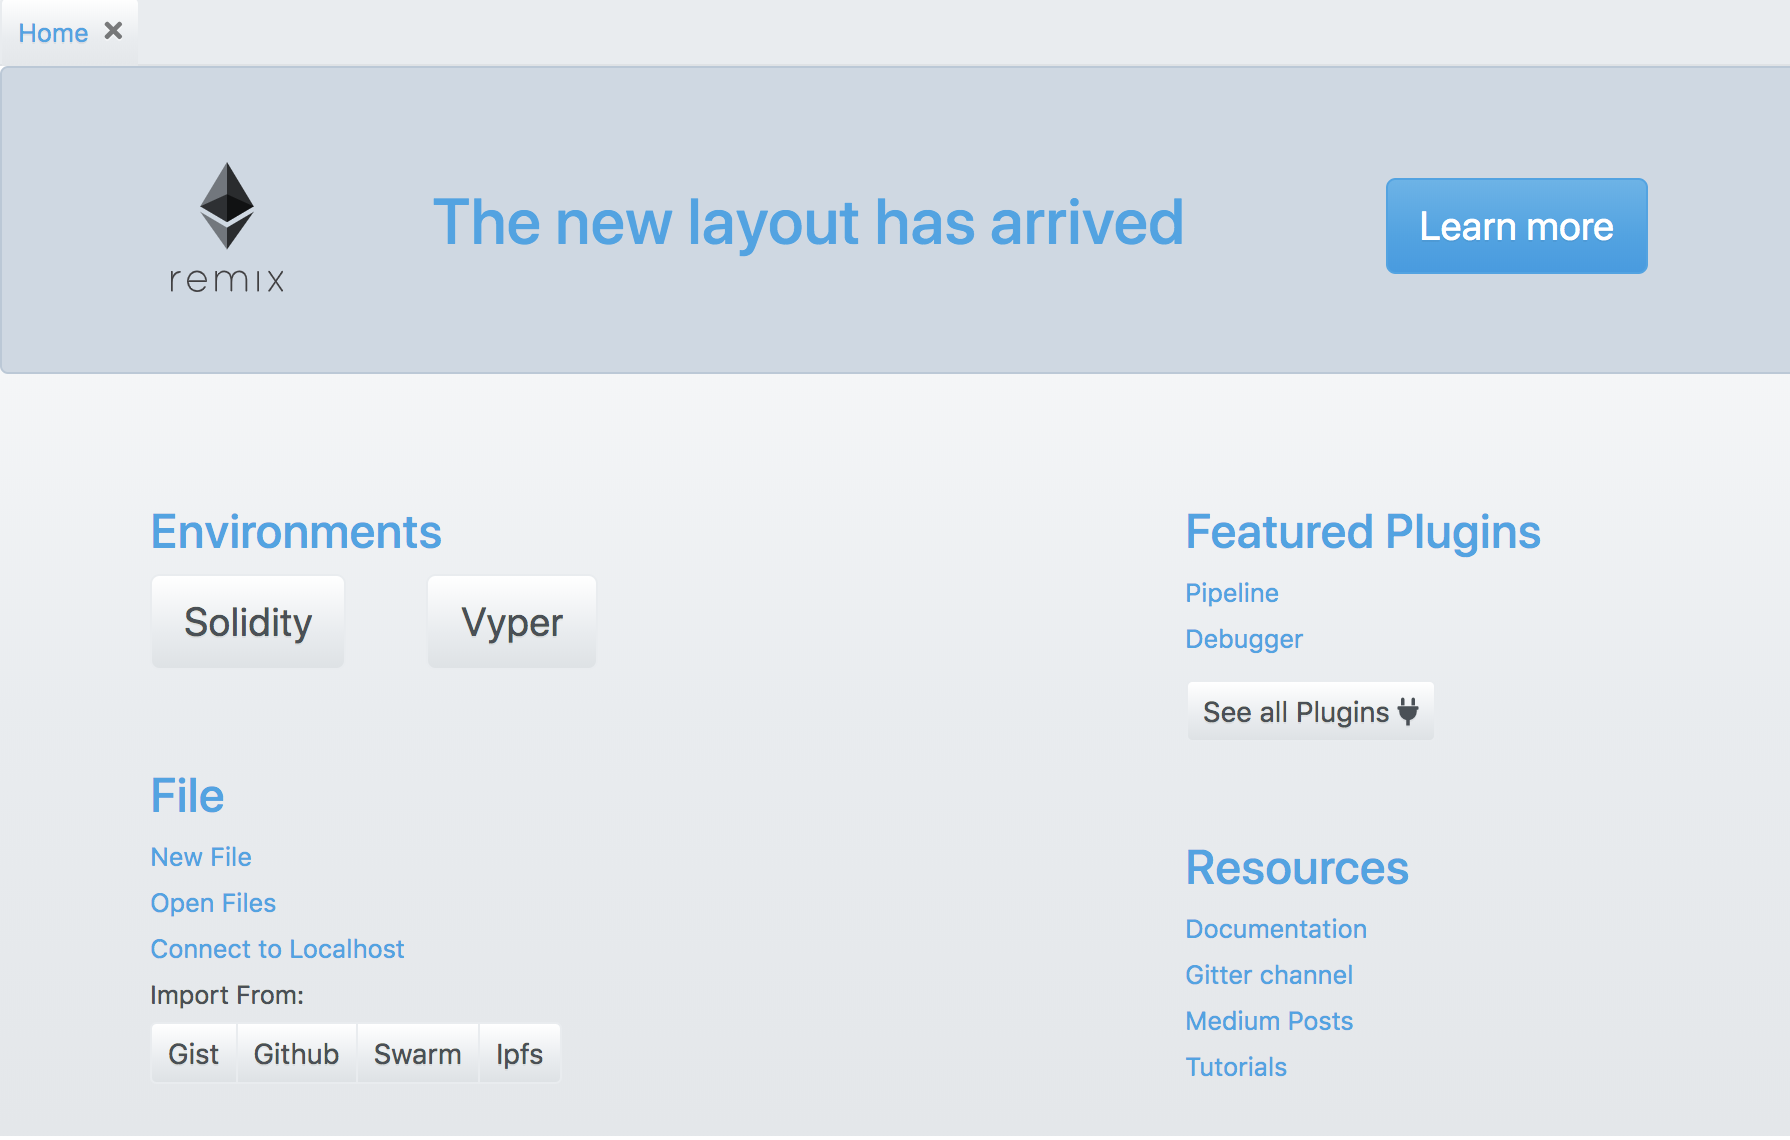 Home
remix
The new layout has arrived
Learn more
Environments
Solidity
Vyper
File
New File
Open Files
Connect to Localhost
Import From:
Gist Github Swarm Ipfs
Featured Plugins
Pipeline
Debugger
See all Plugins
Resources
Documentation
Gitter channel
Medium Posts
Tutorials